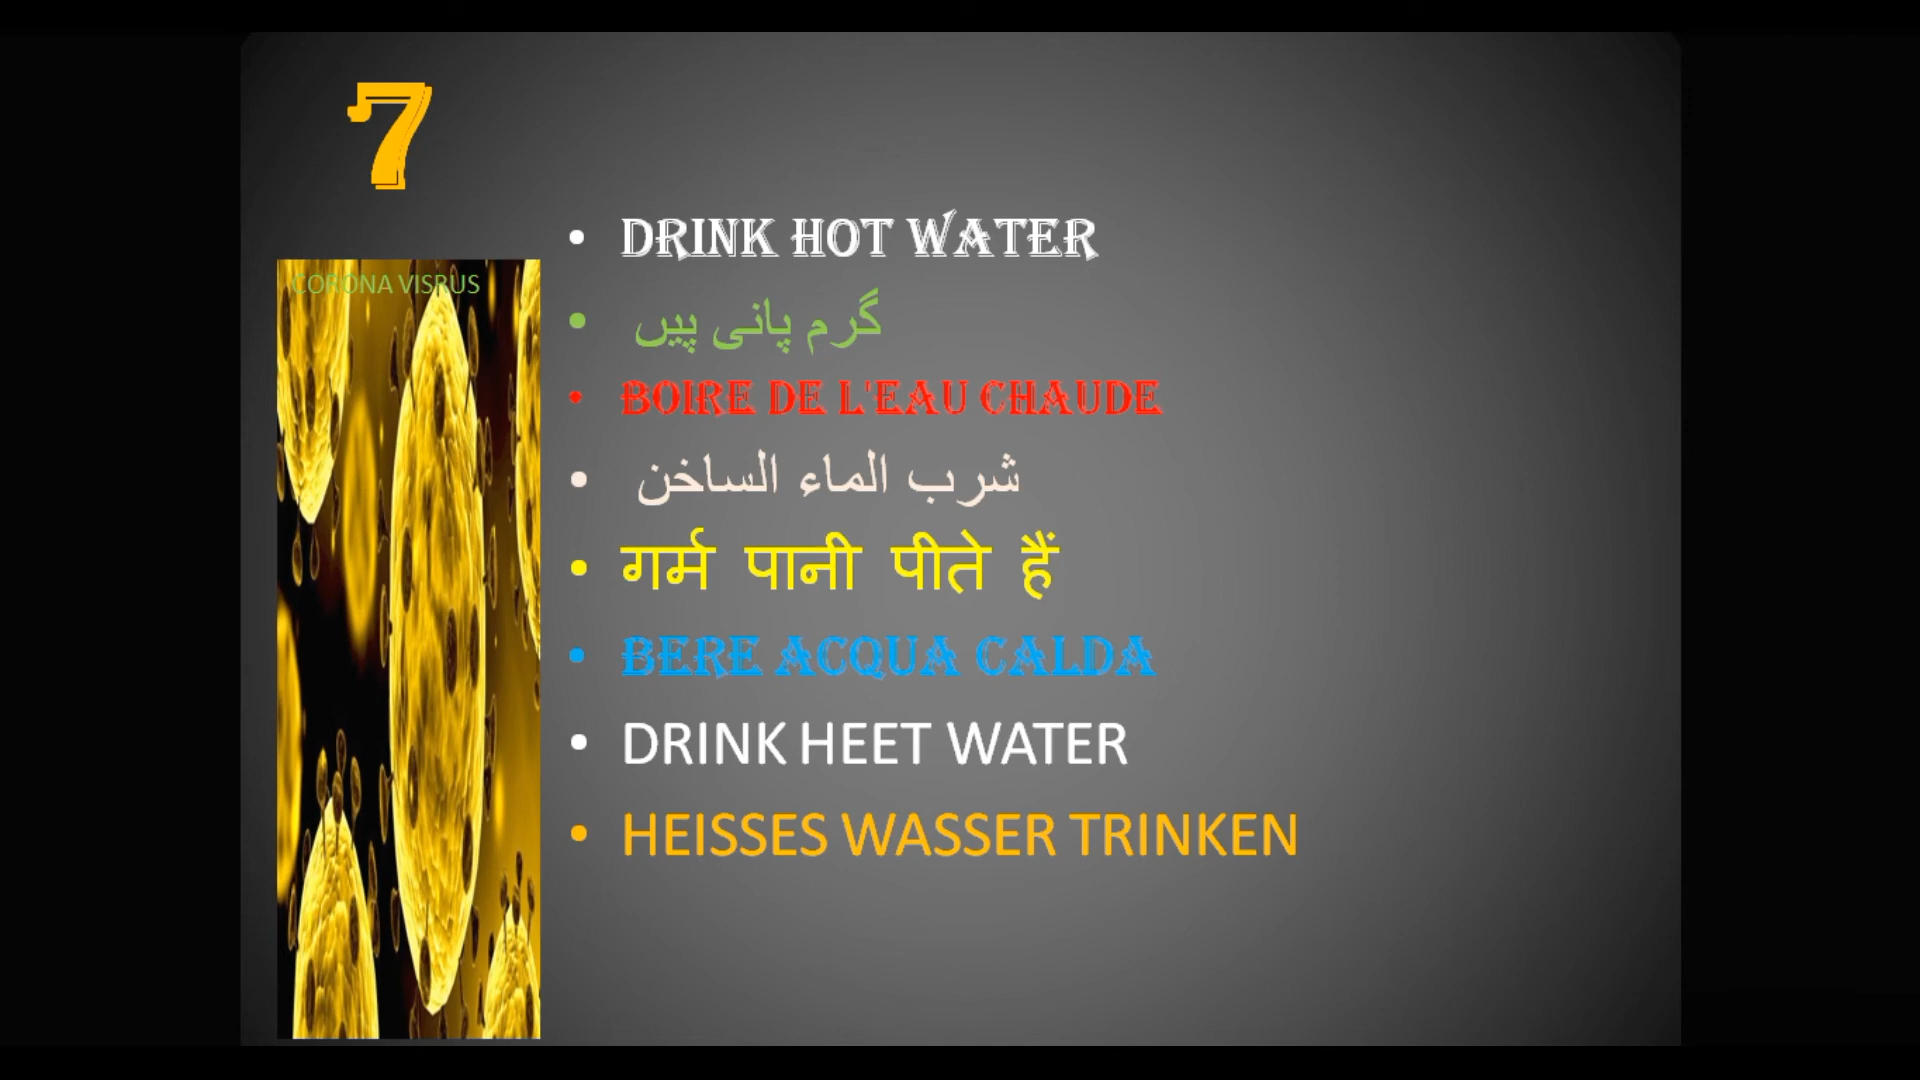 7
CORONA VISRUS
DRINK HOT WATER
گرم پانی پیں
BOIRE DE L'EAU CHAUDE
شرب الماء الساخن
गर्म पानी पीते हैं
BERE ACQUA CALDA
DRINK HEET WATER
HEISSES WASSER TRINKEN